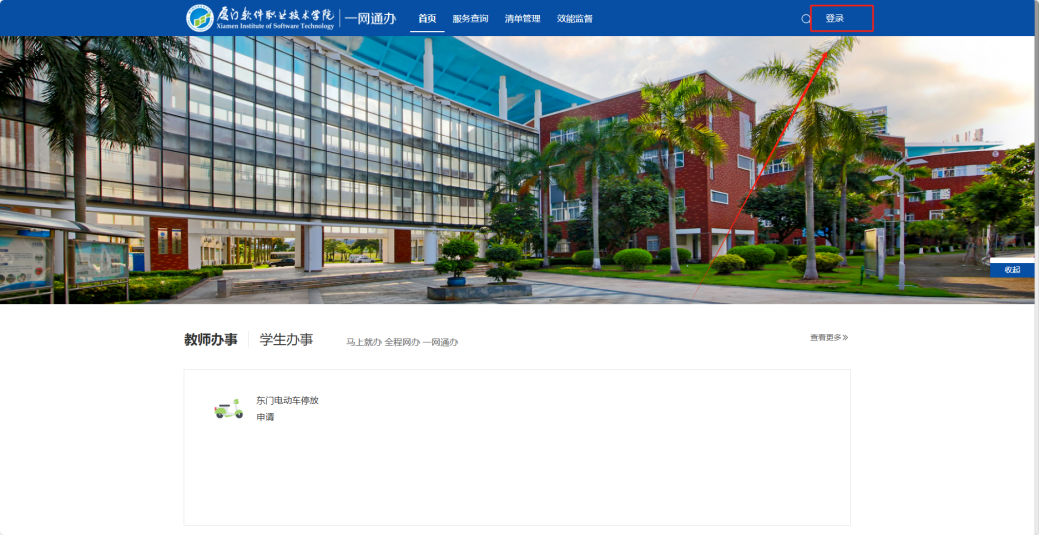 厦门软件职业技术学院
Xiamen Institute of Software Technology
一网通办
首页 服务查询 清单管理 效能监督
登录
收起
教师办事 学生办事 马上就办 全程网办 一网通办
查看更多»
东门电动车停放
申请